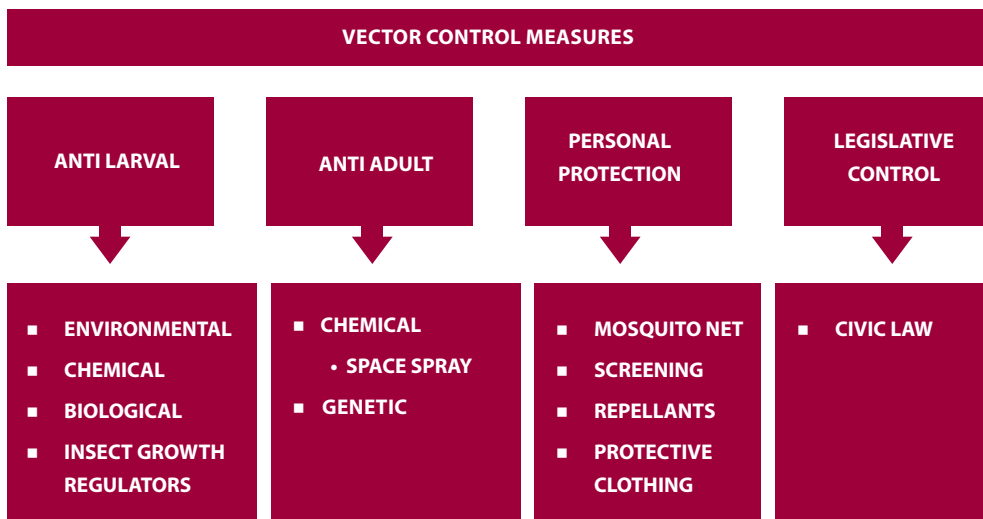 VECTOR CONTROL MEASURES
ANTI LARVAL
ANTI ADULT
PERSONAL
PROTECTION
LEGISLATIVE
CONTROL
■ ENVIRONMENTAL
■ CHEMICAL
■ BIOLOGICAL
■ INSECT GROWTH
REGULATORS
■ CHEMICAL
• SPACE SPRAY
■ GENETIC
■ MOSQUITO NET
■ SCREENING
■ REPELLANTS
■ PROTECTIVE
CLOTHING
■ CIVIC LAW